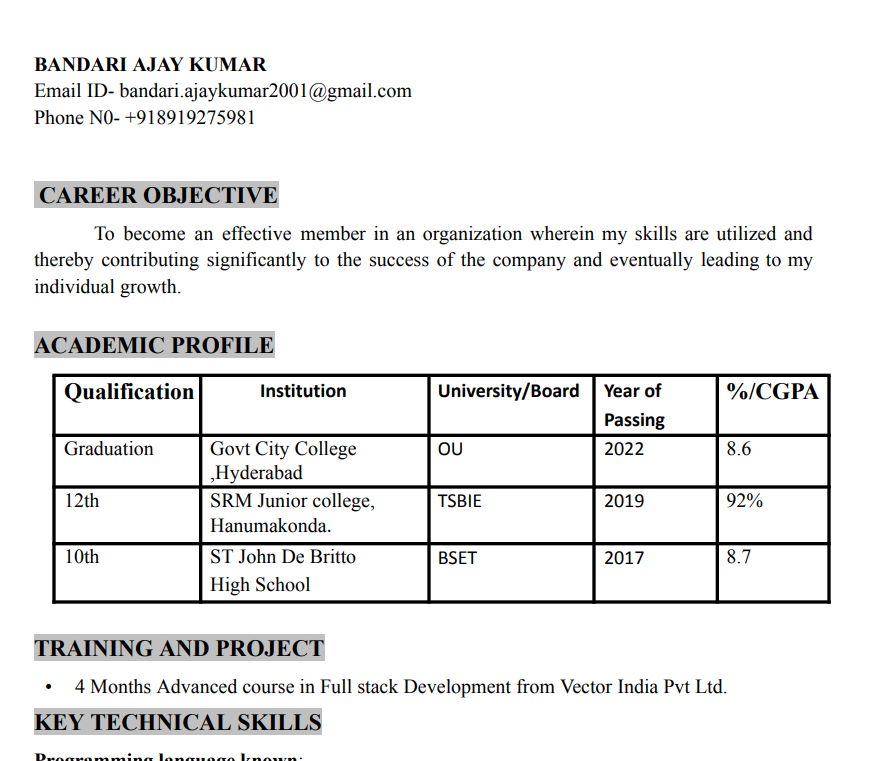 BANDARI AJAY KUMAR
Email ID- bandari.ajaykumar2001@gmail.com
Phone N0- +918919275981
CAREER OBJECTIVE
To become an effective member in an organization wherein my skills are utilized and
thereby contributing significantly to the success of the company and eventually leading to my
individual growth.
ACADEMIC PROFILE
Qualification Institution University/Board Year of Passing %/CGPA
Graduation Govt City College ,Hyderabad OU 2022 8.6
12th SRM Junior college, Hanumakonda. TSBIE 2019 92%
10th ST John De Britto High School BSET 2017 8.7
TRAINING AND PROJECT
• 4 Months Advanced course in Full stack Development from Vector India Pvt Ltd.
KEY TECHNICAL SKILLS
Programming language known: